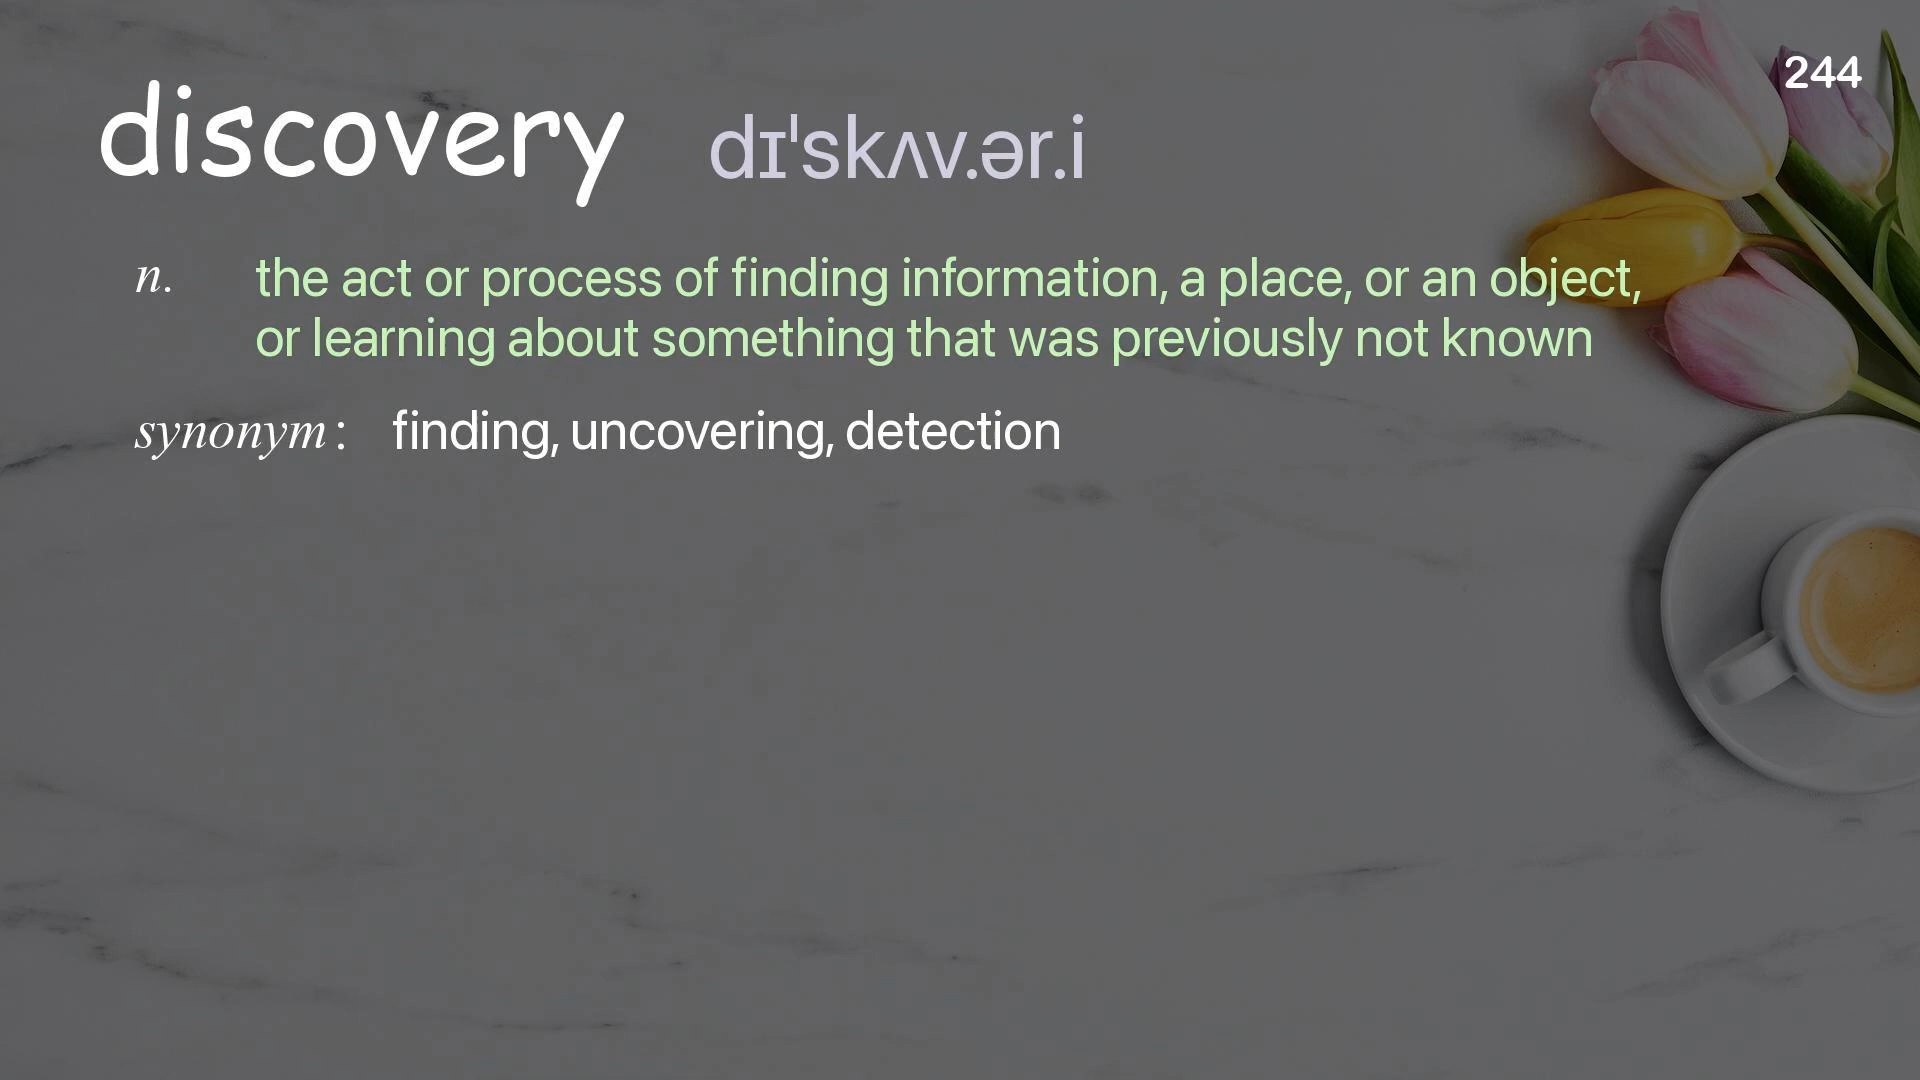 244
discovery dɪˈskʌv.ər.i
n. the act or process of finding information, a place, or an object,
or learning about something that was previously not known
synonym: finding, uncovering, detection